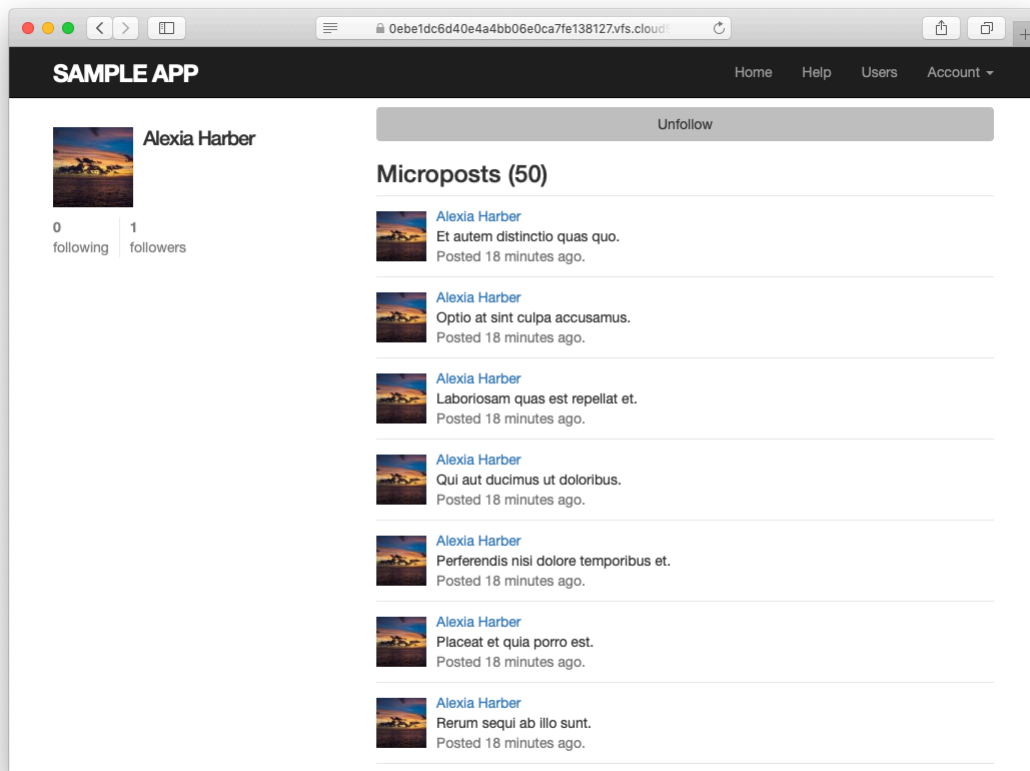 0ebe1dc6d40e4a4bb06e0ca7fe138127.vfs.cloud
SAMPLE APP
Home Help Users Account
Alexia Harber
0 following
1 followers
Unfollow
Microposts (50)
Alexia Harber
Et autem distinctio quas quo.
Posted 18 minutes ago.
Alexia Harber
Optio at sint culpa accusamus.
Posted 18 minutes ago.
Alexia Harber
Laboriosam quas est repellat et.
Posted 18 minutes ago.
Alexia Harber
Qui aut ducimus ut doloribus.
Posted 18 minutes ago.
Alexia Harber
Perferendis nisi dolore temporibus et.
Posted 18 minutes ago.
Alexia Harber
Placeat et quia porro est.
Posted 18 minutes ago.
Alexia Harber
Rerum sequi ab illo sunt.
Posted 18 minutes ago.